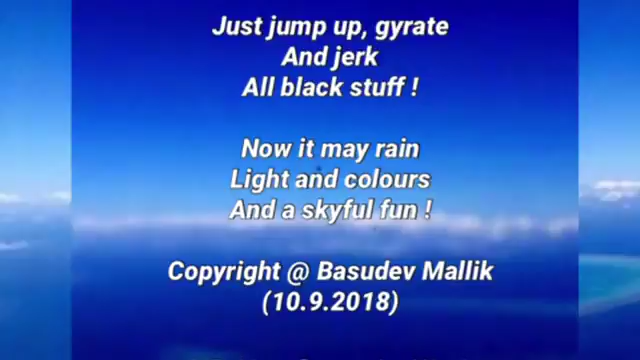 Just jump up, gyrate
And jerk
All black stuff !
Now it may rain
Light and colours
And a skyful fun !
Copyright @ Basudev Mallik
(10.9.2018)